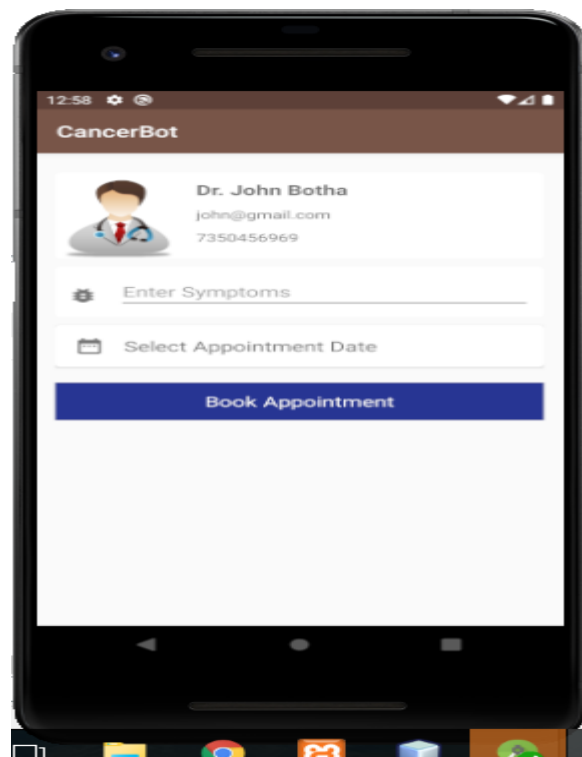 12:58
CancerBot
Dr. John Botha
john@gmail.com
7350456969
Enter Symptoms
Select Appointment Date
Book Appointment